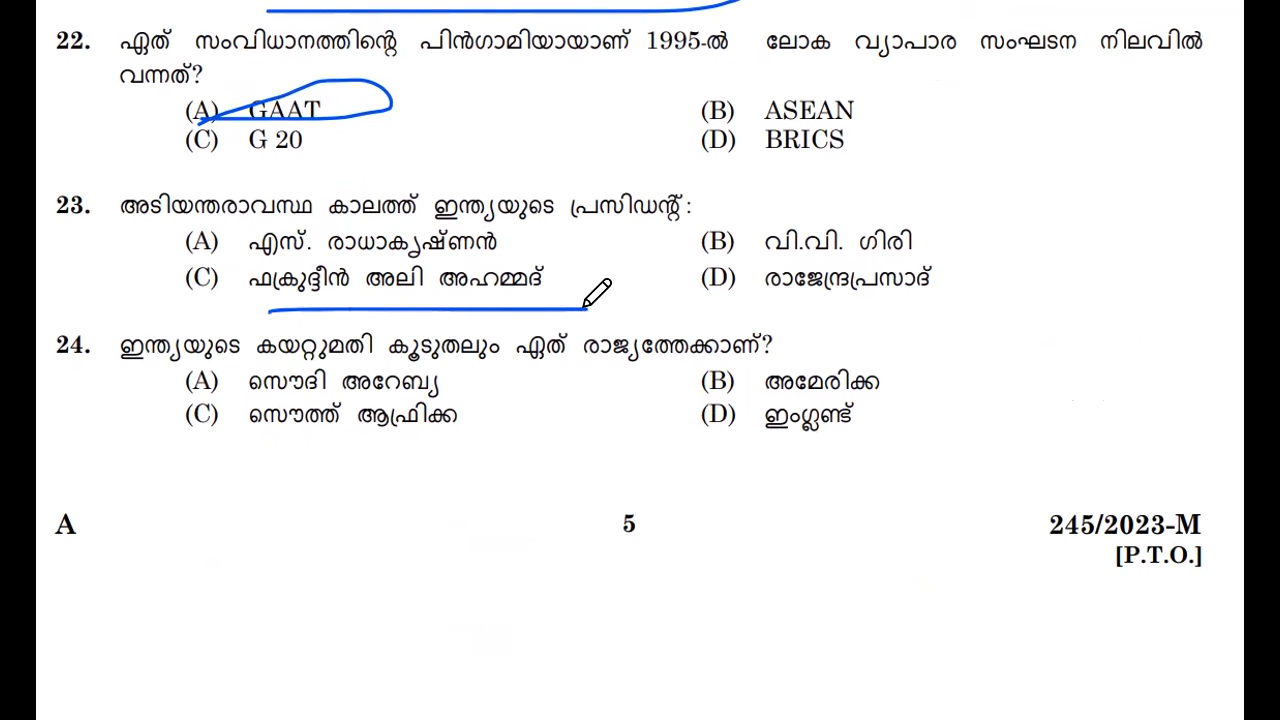 22. ഏത് സംവിധാനത്തിന്റെ പിൻഗാമിയായാണ് 1995-ൽ ലോക വ്യാപാര സംഘടന നിലവിൽ
വന്നത്?
(A) GAAT (B) ASEAN
(C) G 20 (D) BRICS
23. അടിയന്തരാവസ്ഥ കാലത്ത് ഇന്ത്യയുടെ പ്രസിഡന്റ് :
(A) എസ്. രാധാകൃഷ്ണൻ (B) വി.വി. ഗിരി
(C) ഫക്രുദ്ദീൻ അലി അഹമ്മദ് (D) രാജേന്ദ്രപ്രസാദ്
24. ഇന്ത്യയുടെ കയറ്റുമതി കൂടുതലും ഏത് രാജ്യത്തേക്കാണ്?
(A) സൌദി അറേബ്യ (B) അമേരിക്ക
(C) സൌത്ത് ആഫ്രിക്ക (D) ഇംഗ്ലണ്ട്
A 5 245/2023-M
[P.T.O.]